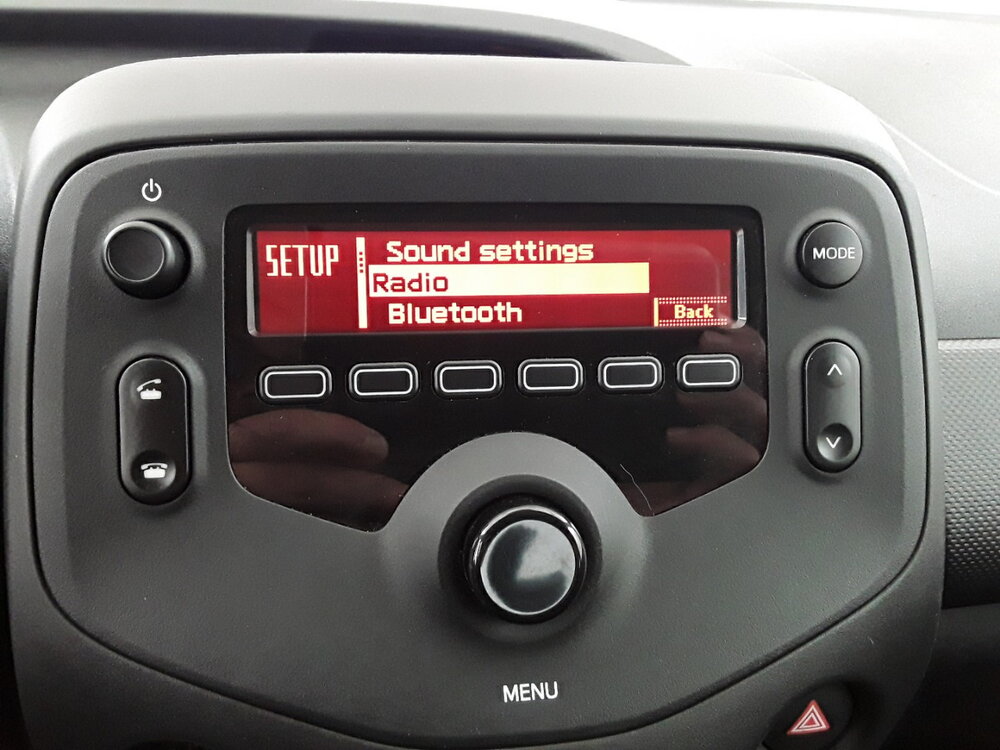 SETUP
Sound settings
Radio
Bluetooth
Back
MODE
MENU